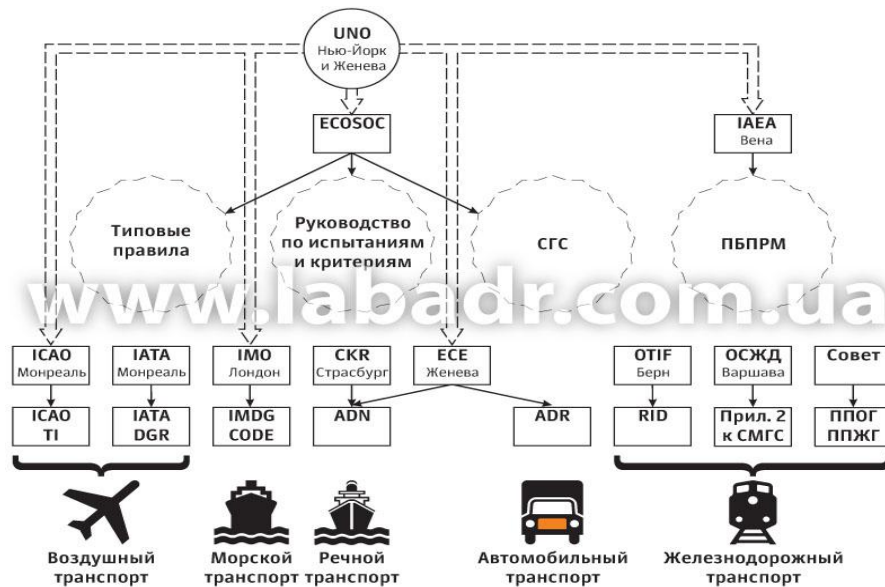 UNO
Нью-Йорк
и Женева
ECOSOC
IAEA
Вена
Типовые
правила
Руководство
по испытаниям
и критериям
СГС
ПБПРМ
www.labadr.com.ua
ICAO
Монреаль
IATA
Монреаль
IMO
Лондон
CKR
Страсбург
ECE
Женева
OTIF
Берн
ОСЖД
Варшава
Совет
ICAO
TI
IATA
DGR
IMDG
CODE
ADN
ADR
RID
Прил. 2
к СМГС
ППОГ
ППЖГ
Воздушный
транспорт
Морской
транспорт
Речной
транспорт
Автомобильный
транспорт
Железнодорожный
транспорт